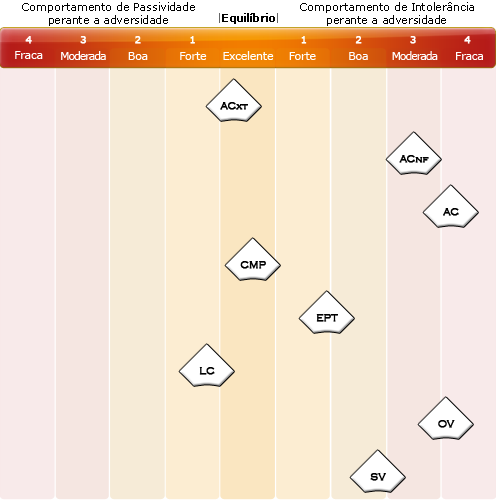 Comportamento de Passividade
perante a adversidade
|Equilíbrio|
Comportamento de Intolerância
perante a adversidade
4 3 2 1 1 2 3 4
Fraca Moderada Boa Forte Excelente Forte Boa Moderada Fraca
ACXT
ACNF
AC
CMP
EPT
LC
OV
SV